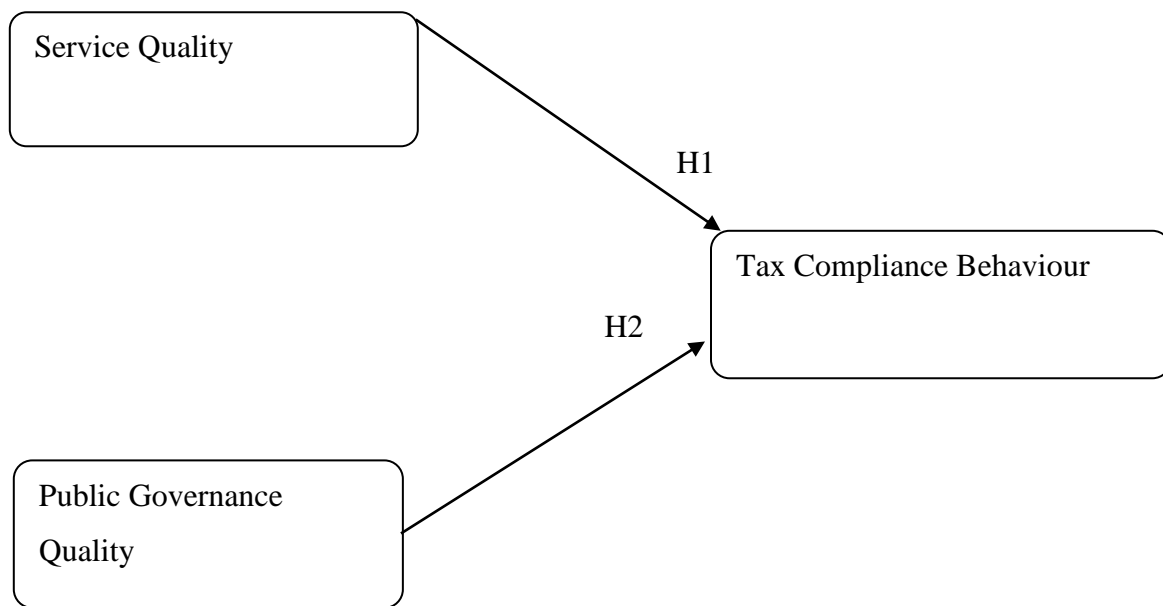 Service Quality
H1
Tax Compliance Behaviour
H2
Public Governance
Quality